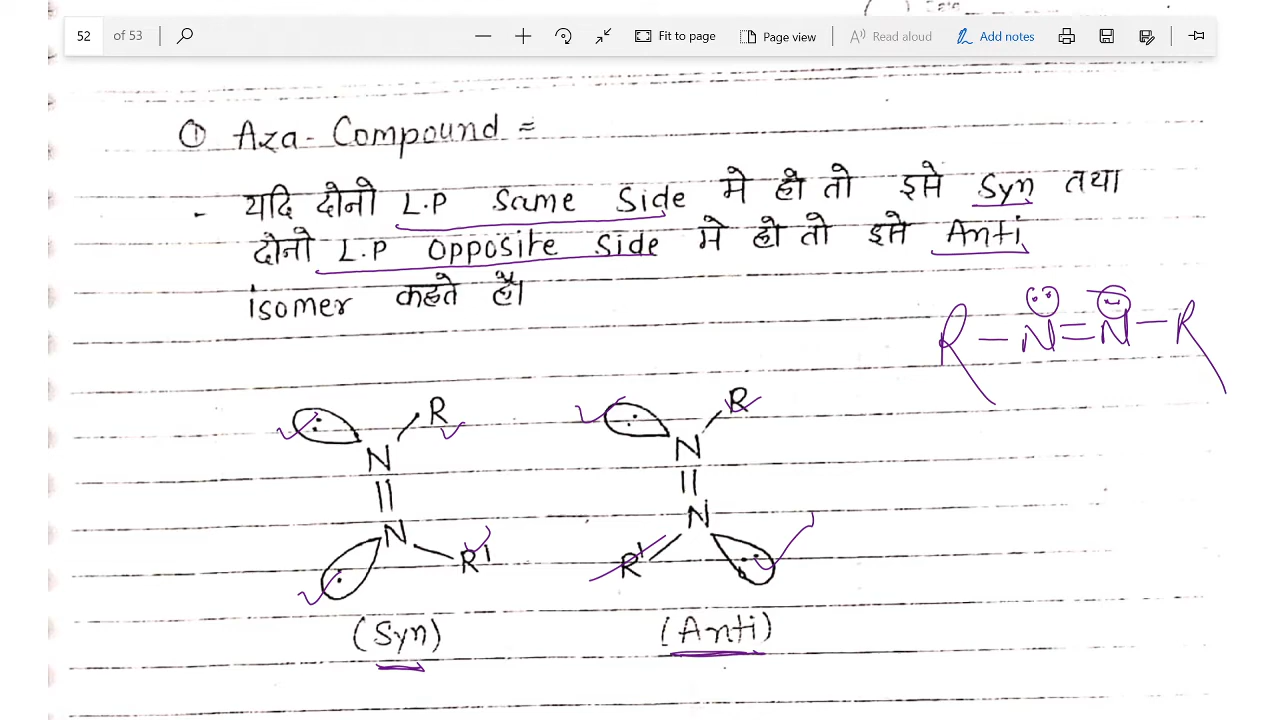 52 of 53 Fit to page Page view Read aloud Add notes
① Aza-Compound =
- यदि दोनो L.P Same Side मे हो तो इसे Syn तथा
दोनो L.P opposite side मे हो तो इसे Anti
isomer कहते है।
R-N=N-R
R R
N N
N N
R' R'
(Syn) (Anti)